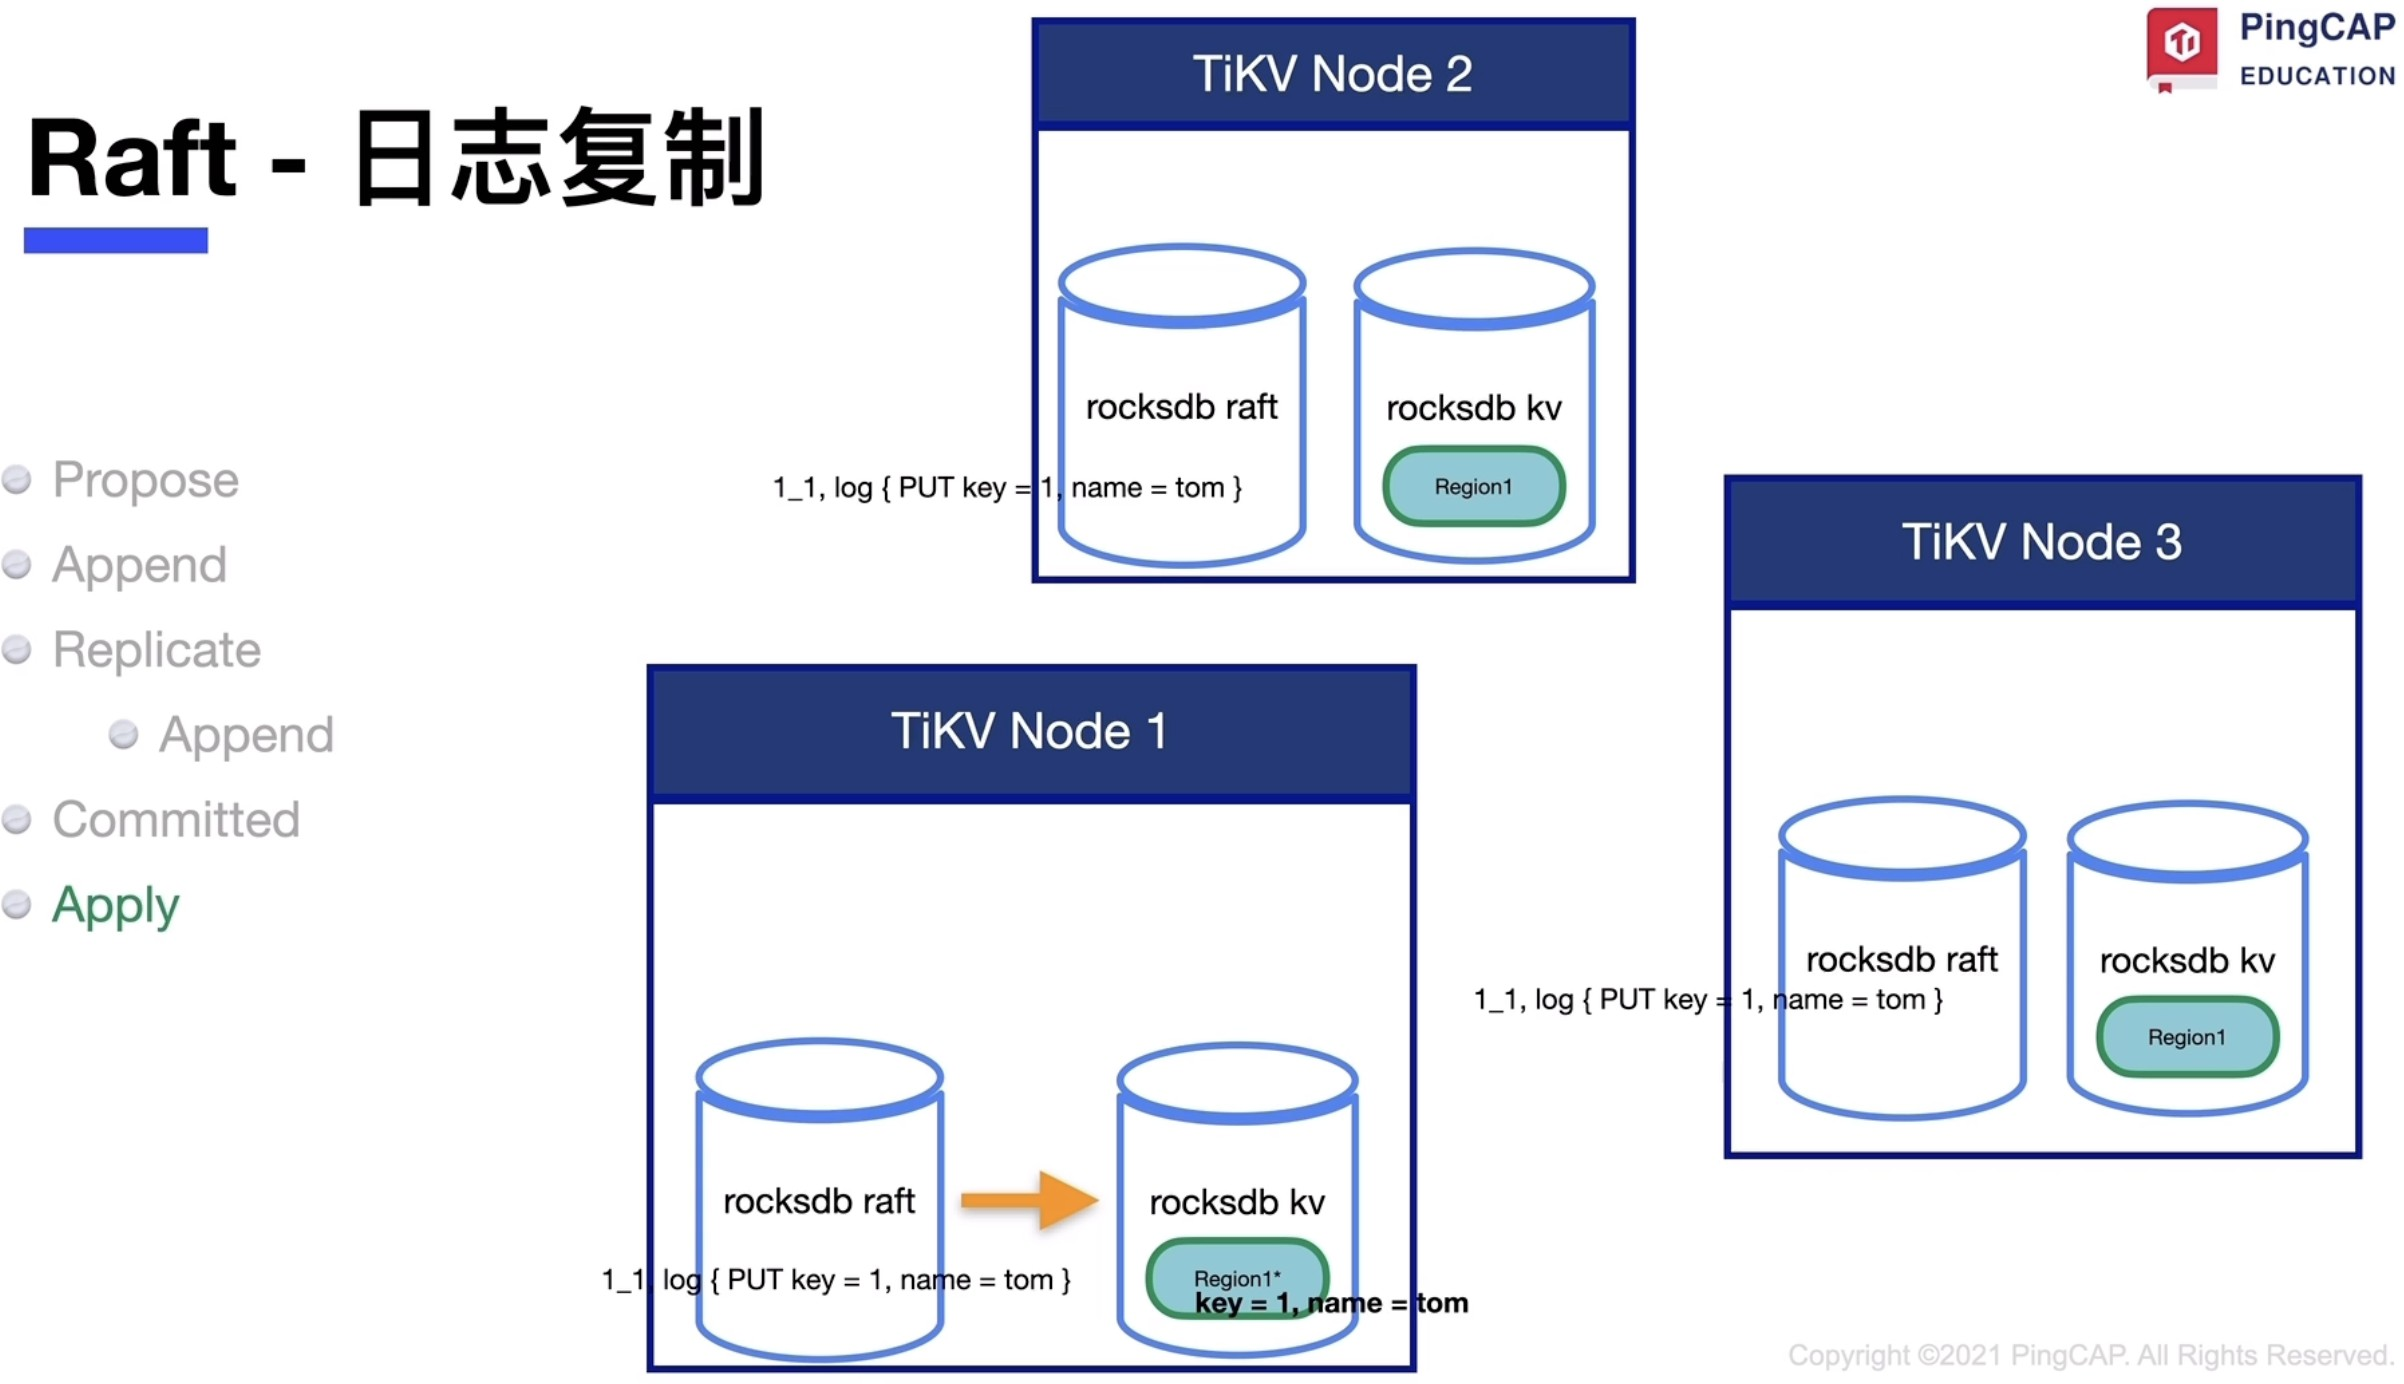 PingCAP
EDUCATION
Raft - 日志复制
Propose
Append
Replicate
Append
Committed
Apply
TiKV Node 2
rocksdb raft
rocksdb kv
1_1, log { PUT key = 1, name = tom }
Region1
TiKV Node 3
rocksdb raft
rocksdb kv
1_1, log { PUT key = 1, name = tom }
Region1
TiKV Node 1
rocksdb raft
rocksdb kv
1_1, log { PUT key = 1, name = tom }
Region1*
key = 1, name = tom
Copyright ©2021 PingCAP. All Rights Reserved.